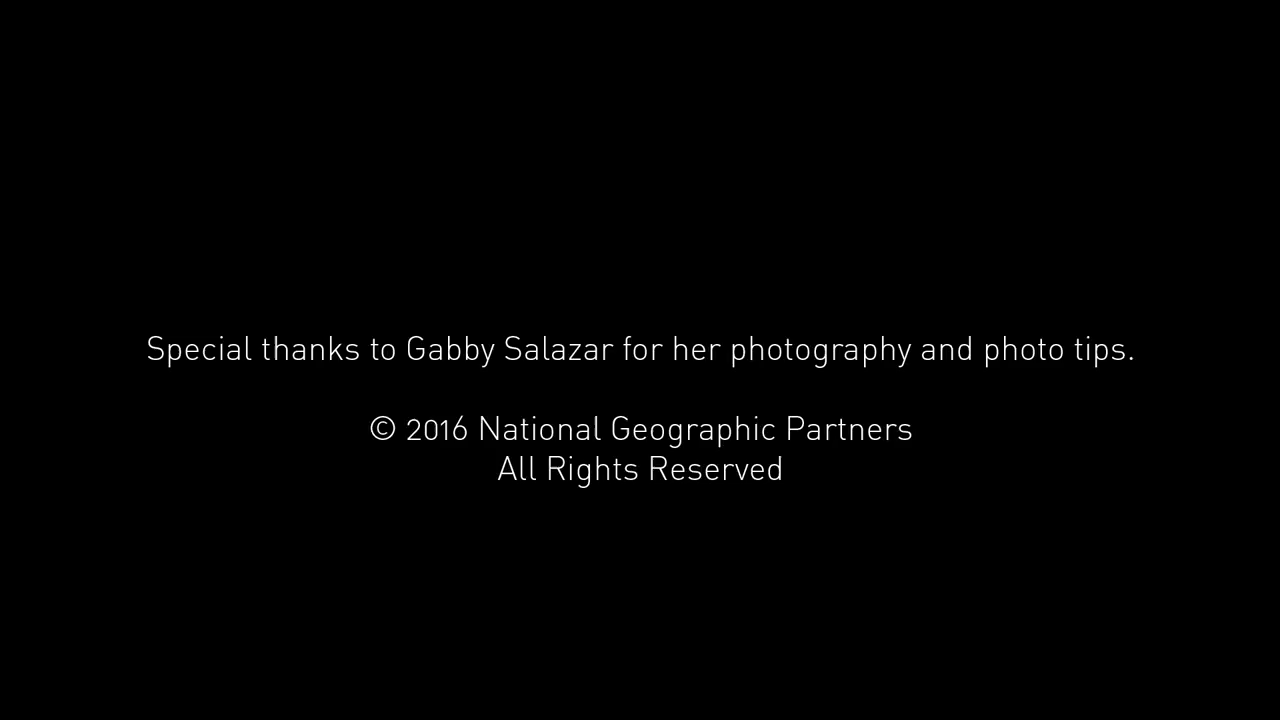 Special thanks to Gabby Salazar for her photography and photo tips.
© 2016 National Geographic Partners
All Rights Reserved